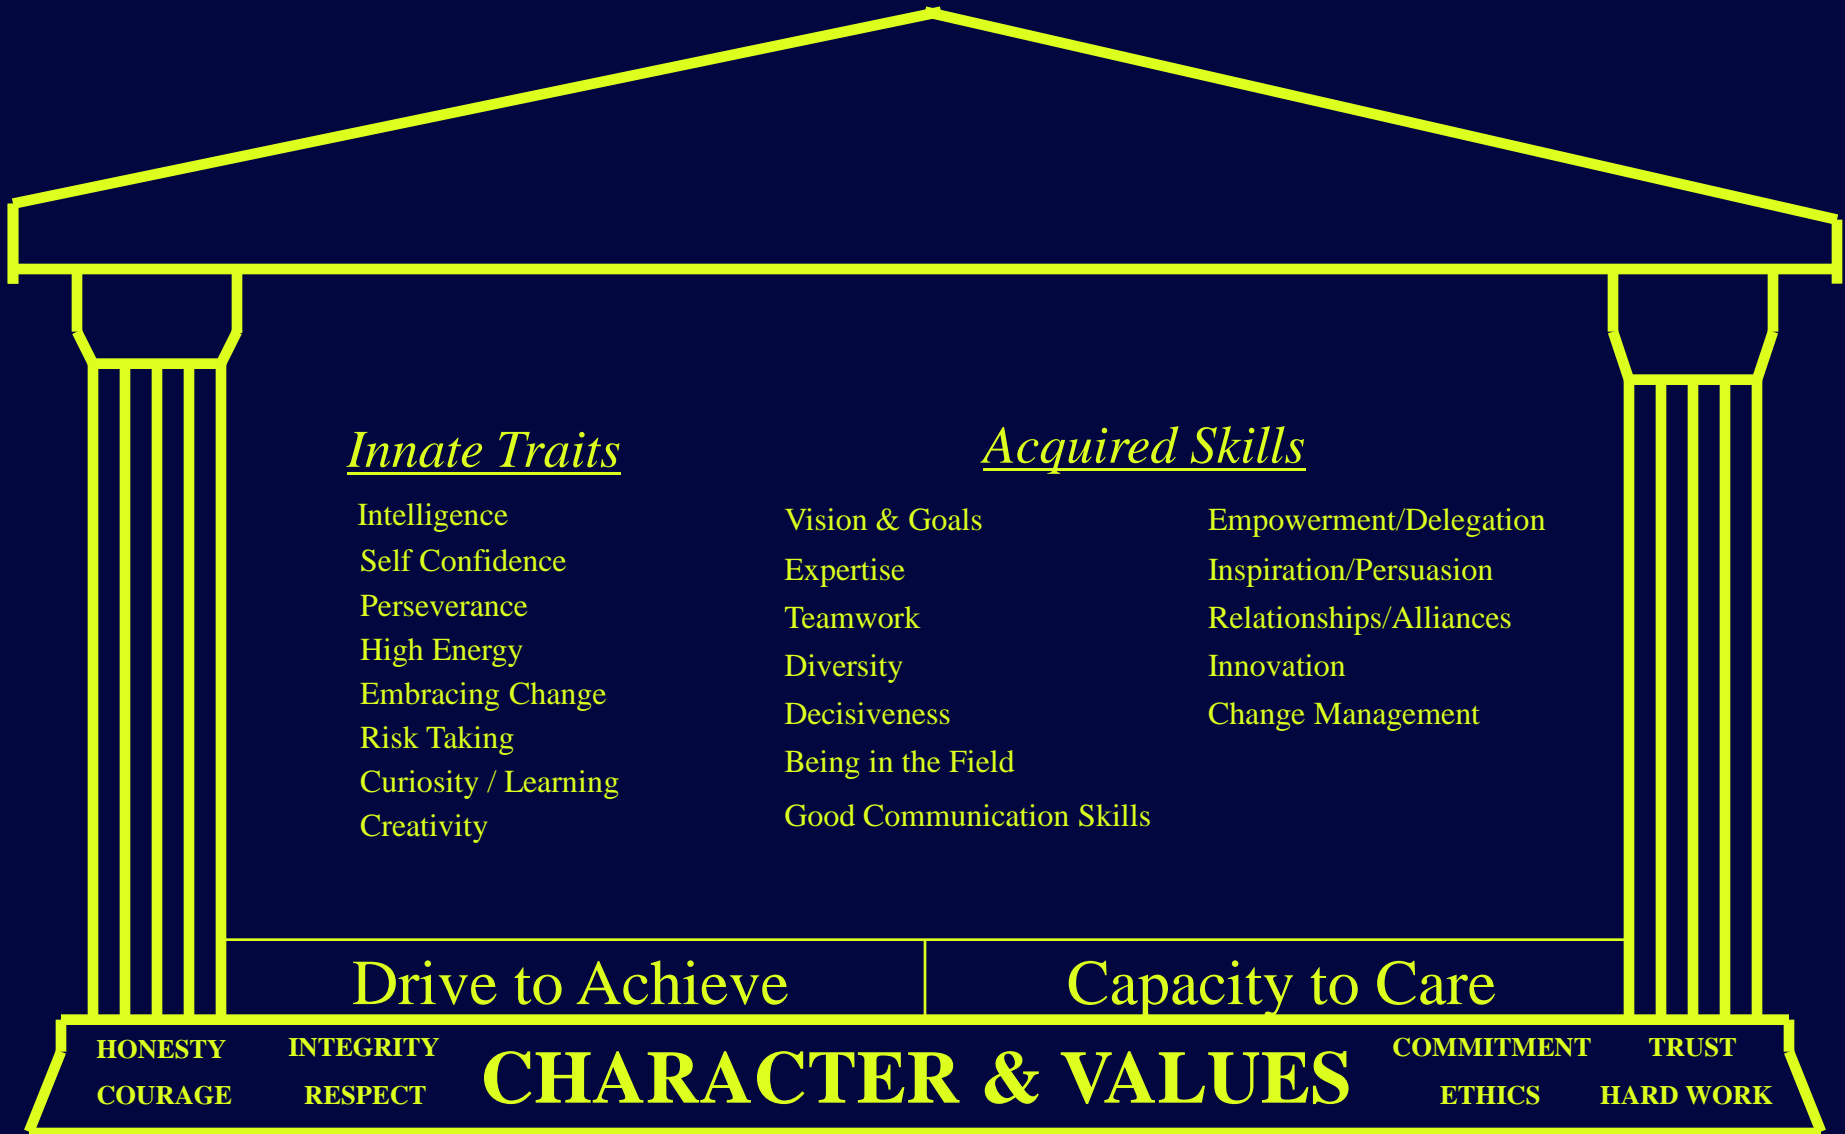 Innate Traits
Intelligence
Self Confidence
Perseverance
High Energy
Embracing Change
Risk Taking
Curiosity / Learning
Creativity
Acquired Skills
Vision & Goals
Expertise
Teamwork
Diversity
Decisiveness
Being in the Field
Good Communication Skills
Empowerment/Delegation
Inspiration/Persuasion
Relationships/Alliances
Innovation
Change Management
Drive to Achieve
Capacity to Care
HONESTY
INTEGRITY
COURAGE
RESPECT
CHARACTER & VALUES
COMMITMENT
TRUST
ETHICS
HARD WORK